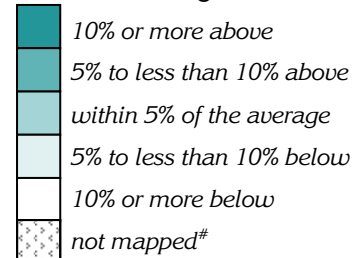 10% or more above
5% to less than 10% above
within 5% of the average
5% to less than 10% below
10% or more below
not mapped#